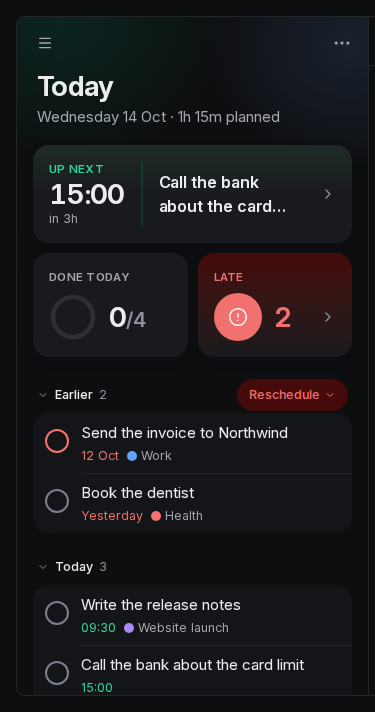 Today
Wednesday 14 Oct · 1h 15m planned
UP NEXT
15:00
in 3h
Call the bank
about the card…
DONE TODAY
0/4
LATE
2
Earlier 2
Reschedule
Send the invoice to Northwind
12 Oct Work
Book the dentist
Yesterday Health
Today 3
Write the release notes
09:30 Website launch
Call the bank about the card limit
15:00